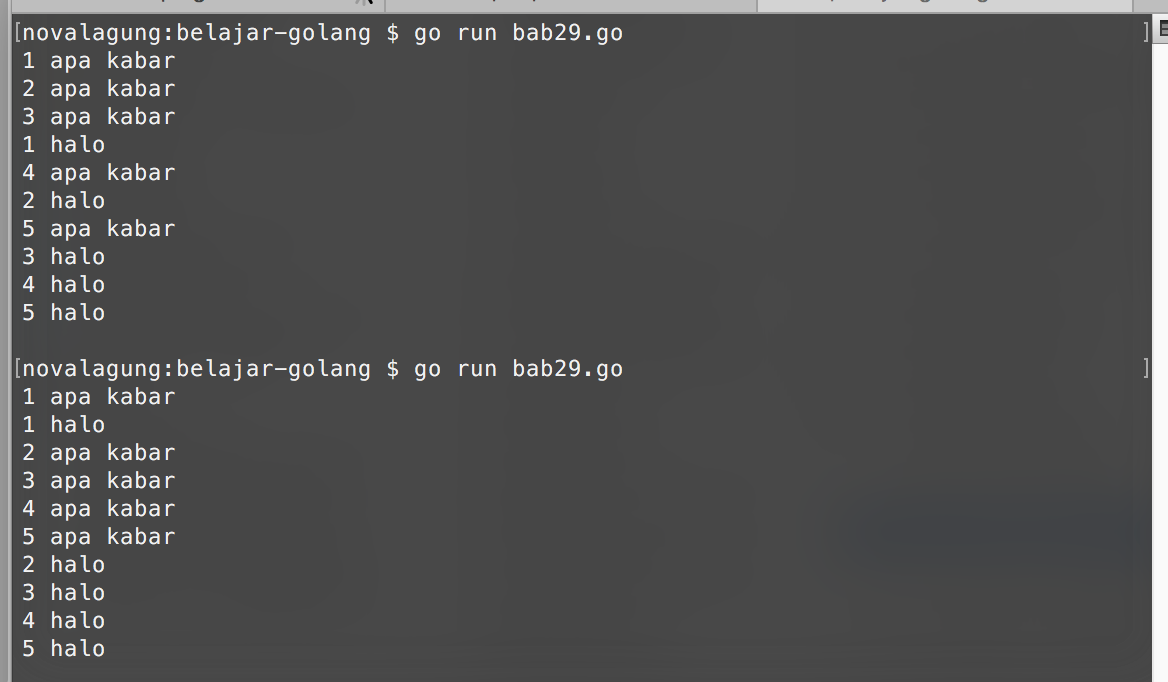 [novalagung:belajar-golang $ go run bab29.go ]
1 apa kabar
2 apa kabar
3 apa kabar
1 halo
4 apa kabar
2 halo
5 apa kabar
3 halo
4 halo
5 halo
[novalagung:belajar-golang $ go run bab29.go ]
1 apa kabar
1 halo
2 apa kabar
3 apa kabar
4 apa kabar
5 apa kabar
2 halo
3 halo
4 halo
5 halo